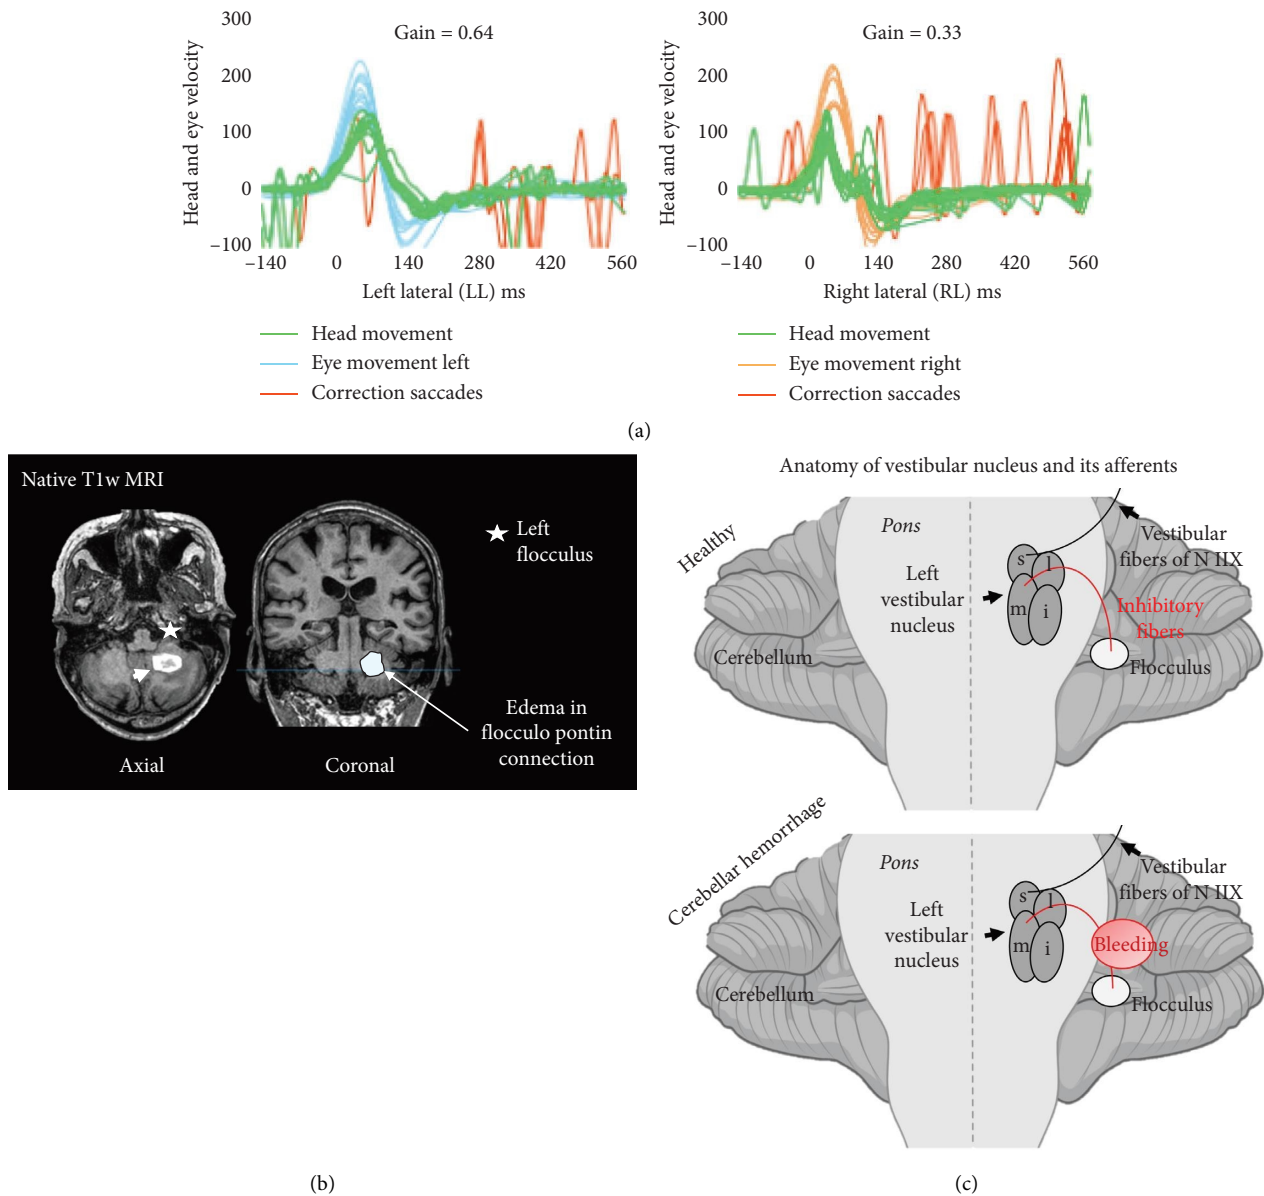 300
200
100
0
–100
Head and eye velocity
Gain = 0.64
–140 0 140 280 420 560
Left lateral (LL) ms
Head movement
Eye movement left
Correction saccades
300
200
100
0
–100
Head and eye velocity
Gain = 0.33
–140 0 140 280 420 560
Right lateral (RL) ms
Head movement
Eye movement right
Correction saccades
(a)
Native T1w MRI
Left
flocculus
Edema in
flocculo pontin
connection
Axial
Coronal
(b)
Anatomy of vestibular nucleus and its afferents
Healthy
Pons
Left
vestibular
nucleus
s
l
m
i
Vestibular
fibers of N IIX
Inhibitory
fibers
Cerebellum
Flocculus
Cerebellar hemorrhage
Pons
Left
vestibular
nucleus
s
l
m
i
Vestibular
fibers of N IIX
Bleeding
Cerebellum
Flocculus
(c)